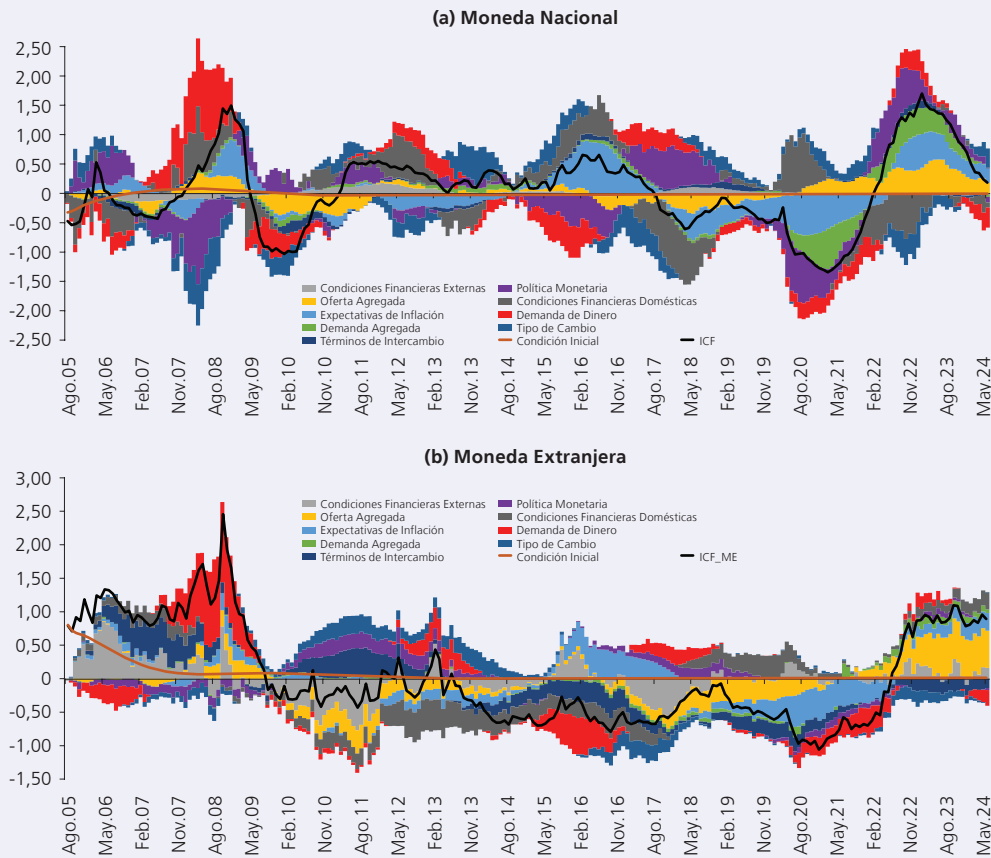 (a) Moneda Nacional
2,50
2,00
1,50
1,00
0,50
0
-0,50
-1,00
-1,50
-2,00
-2,50
Condiciones Financieras Externas
Política Monetaria
Oferta Agregada
Condiciones Financieras Domésticas
Expectativas de Inflación
Demanda de Dinero
Demanda Agregada
Tipo de Cambio
Términos de Intercambio
Condición Inicial
ICF
Ago.05
May.06
Feb.07
Nov.07
Ago.08
May.09
Feb.10
Nov.10
Ago.11
May.12
Feb.13
Nov.13
Ago.14
May.15
Feb.16
Nov.16
Ago.17
May.18
Feb.19
Nov.19
Ago.20
May.21
Feb.22
Nov.22
Ago.23
May.24
(b) Moneda Extranjera
3,00
2,50
2,00
1,50
1,00
0,50
0
-0,50
-1,00
-1,50
Condiciones Financieras Externas
Política Monetaria
Oferta Agregada
Condiciones Financieras Domésticas
Expectativas de Inflación
Demanda de Dinero
Demanda Agregada
Tipo de Cambio
Términos de Intercambio
Condición Inicial
ICF_ME
Ago.05
May.06
Feb.07
Nov.07
Ago.08
May.09
Feb.10
Nov.10
Ago.11
May.12
Feb.13
Nov.13
Ago.14
May.15
Feb.16
Nov.16
Ago.17
May.18
Feb.19
Nov.19
Ago.20
May.21
Feb.22
Nov.22
Ago.23
May.24